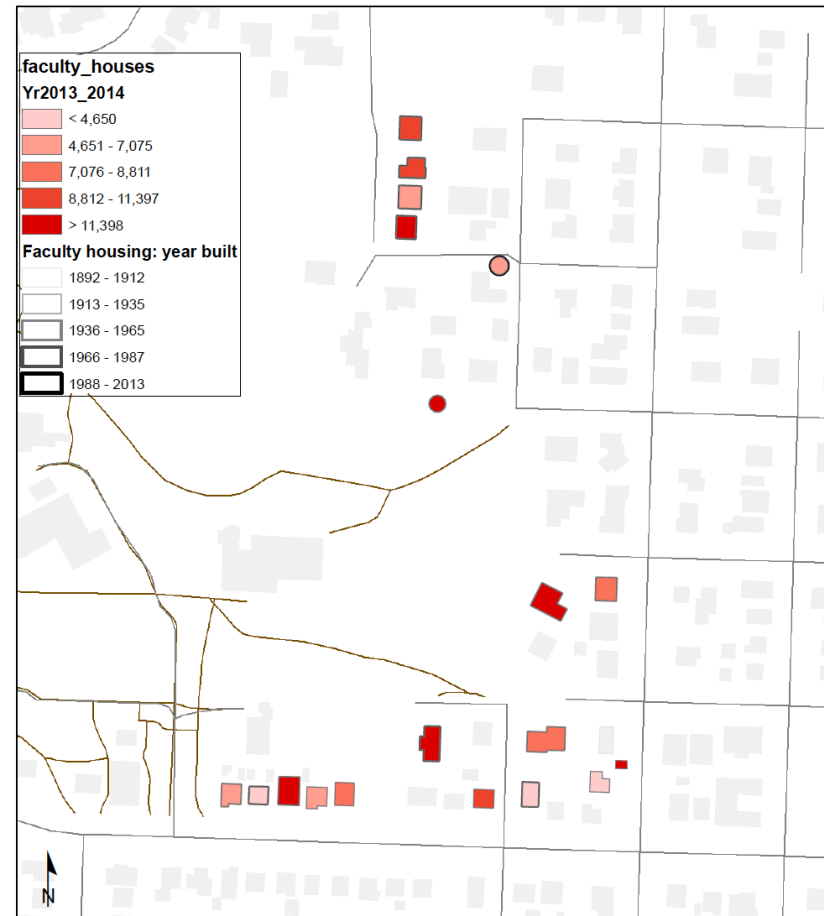 faculty_houses
Yr2013_2014
< 4,650
4,651 - 7,075
7,076 - 8,811
8,812 - 11,397
> 11,398
Faculty housing: year built
1892 - 1912
1913 - 1935
1936 - 1965
1966 - 1987
1988 - 2013
N